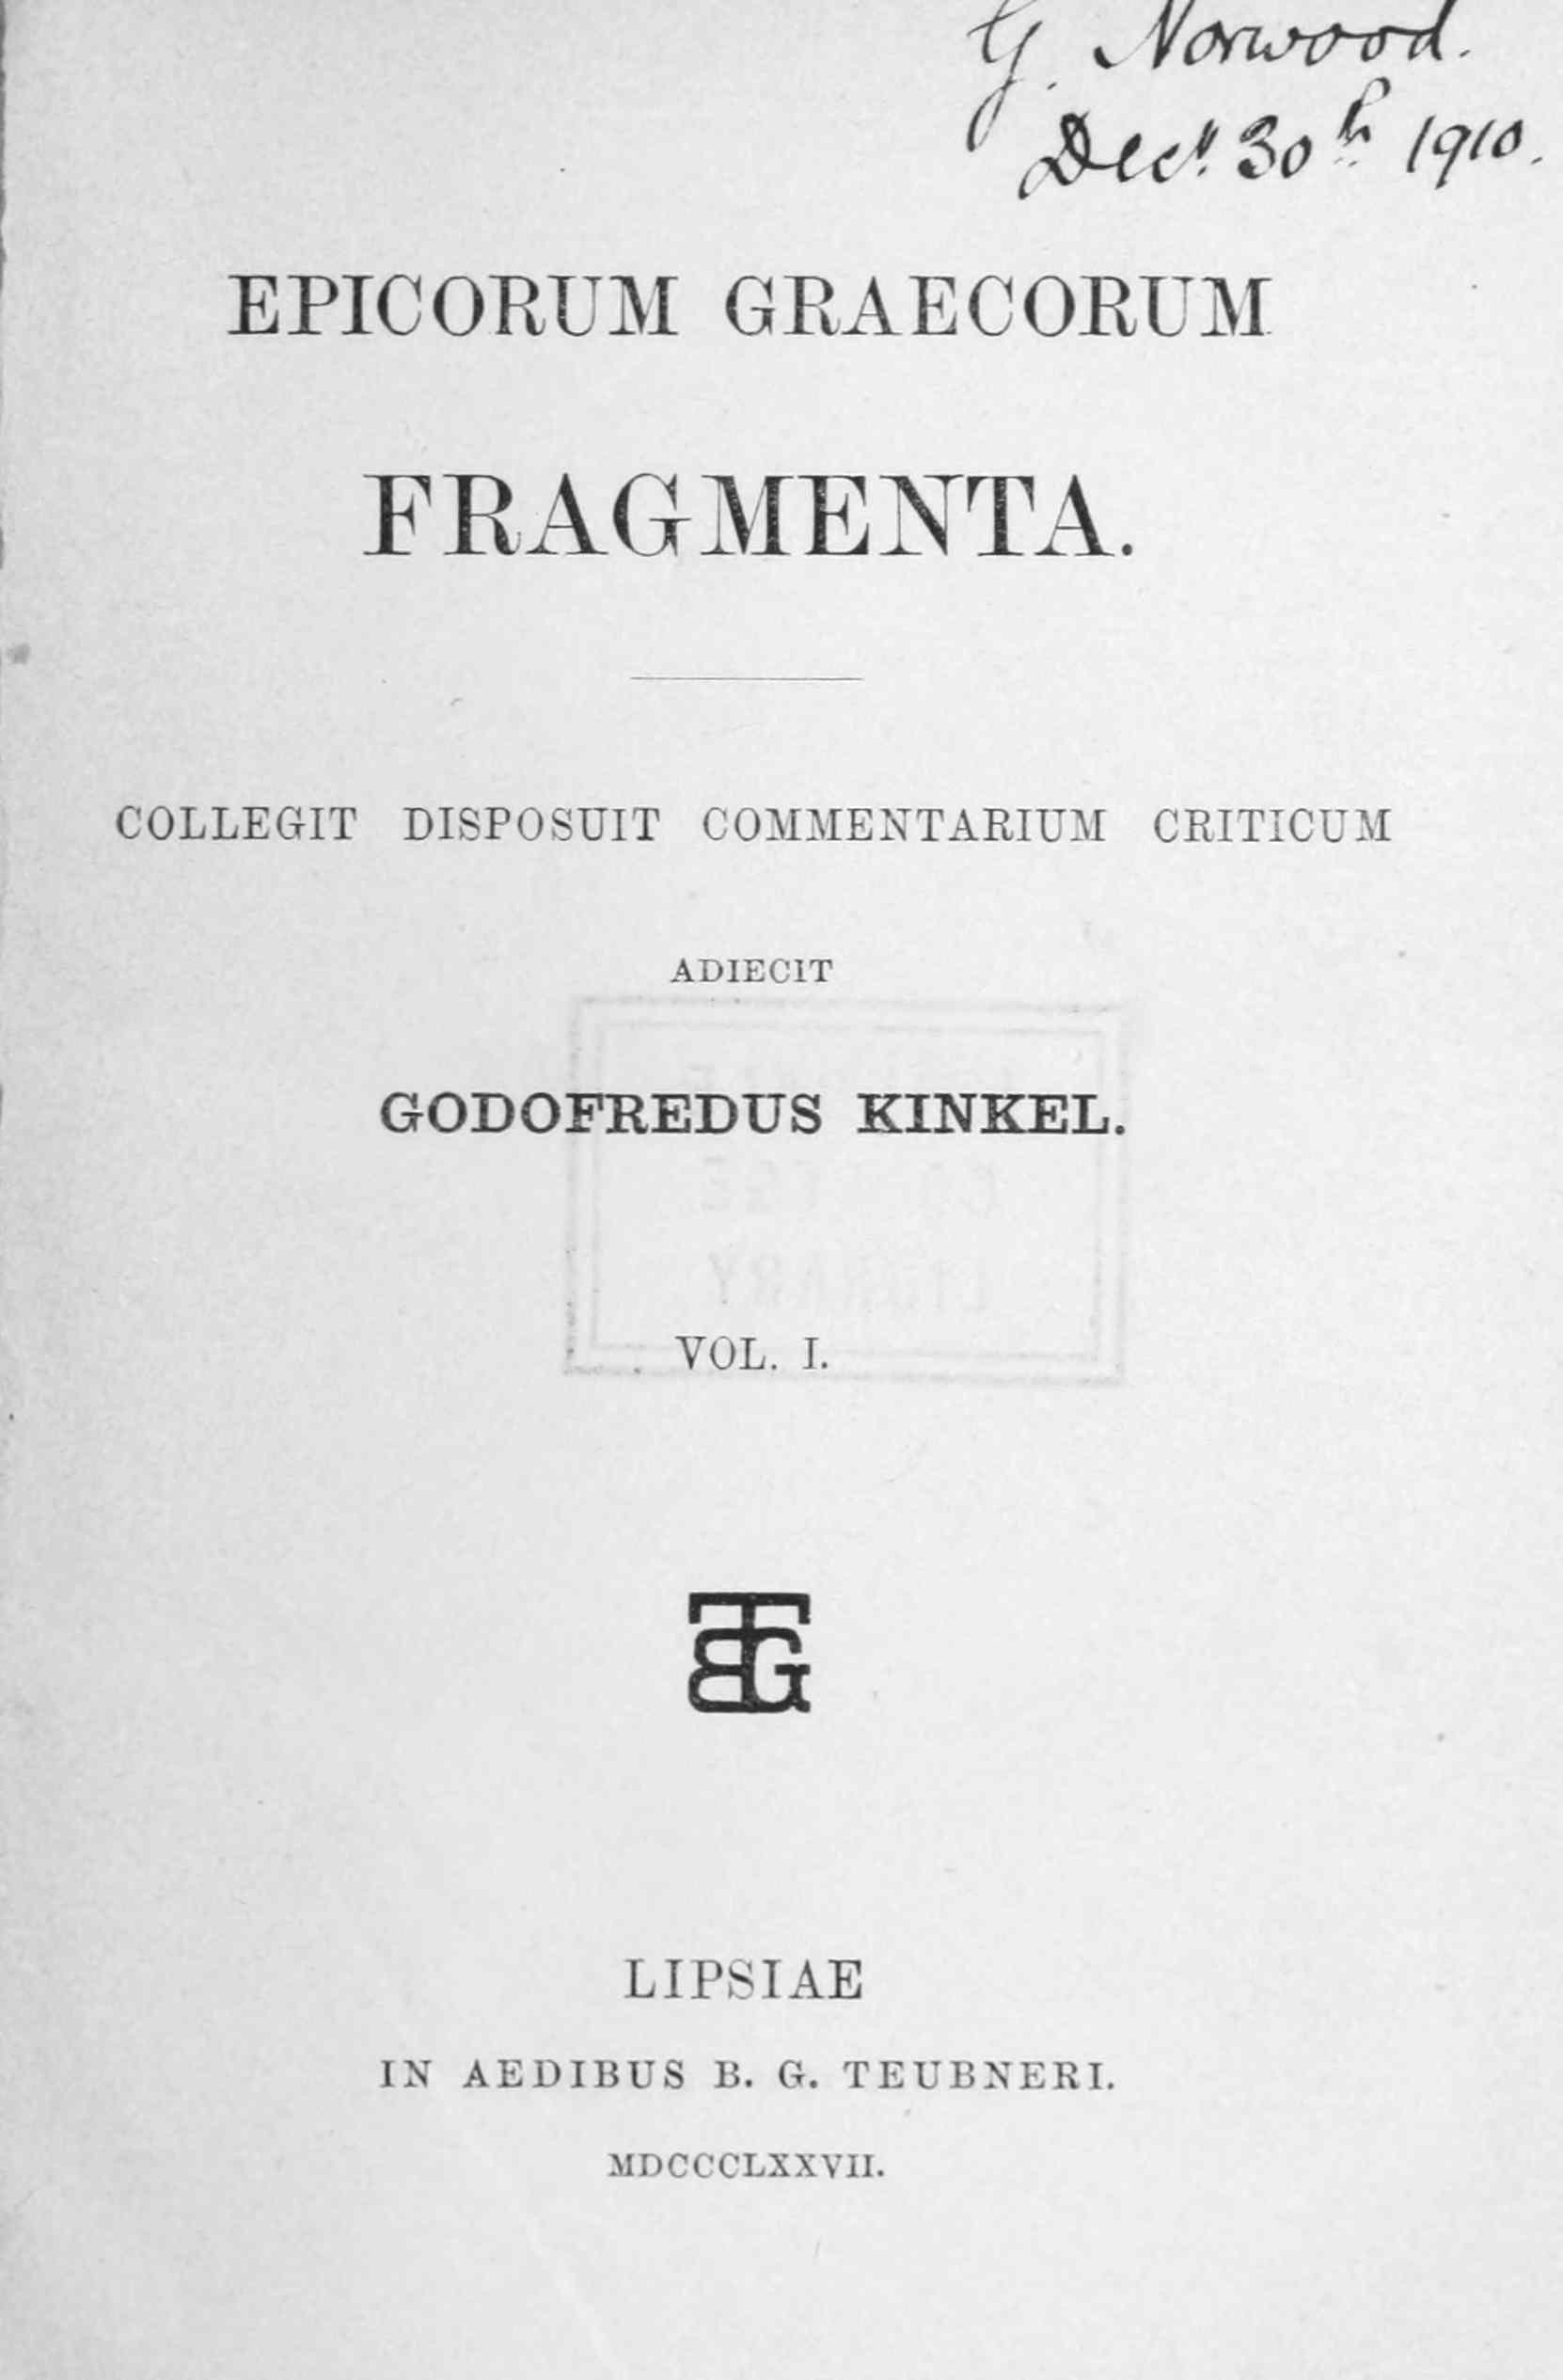 G. Norwood.
Decr. 30th 1910.
EPICORUM GRAECORUM
FRAGMENTA.
COLLEGIT DISPOSUIT COMMENTARIUM CRITICUM
ADIECIT
GODOFREDUS KINKEL.
VOL. I.
BTG
LIPSIAE
IN AEDIBUS B. G. TEUBNERI.
MDCCCLXXVII.